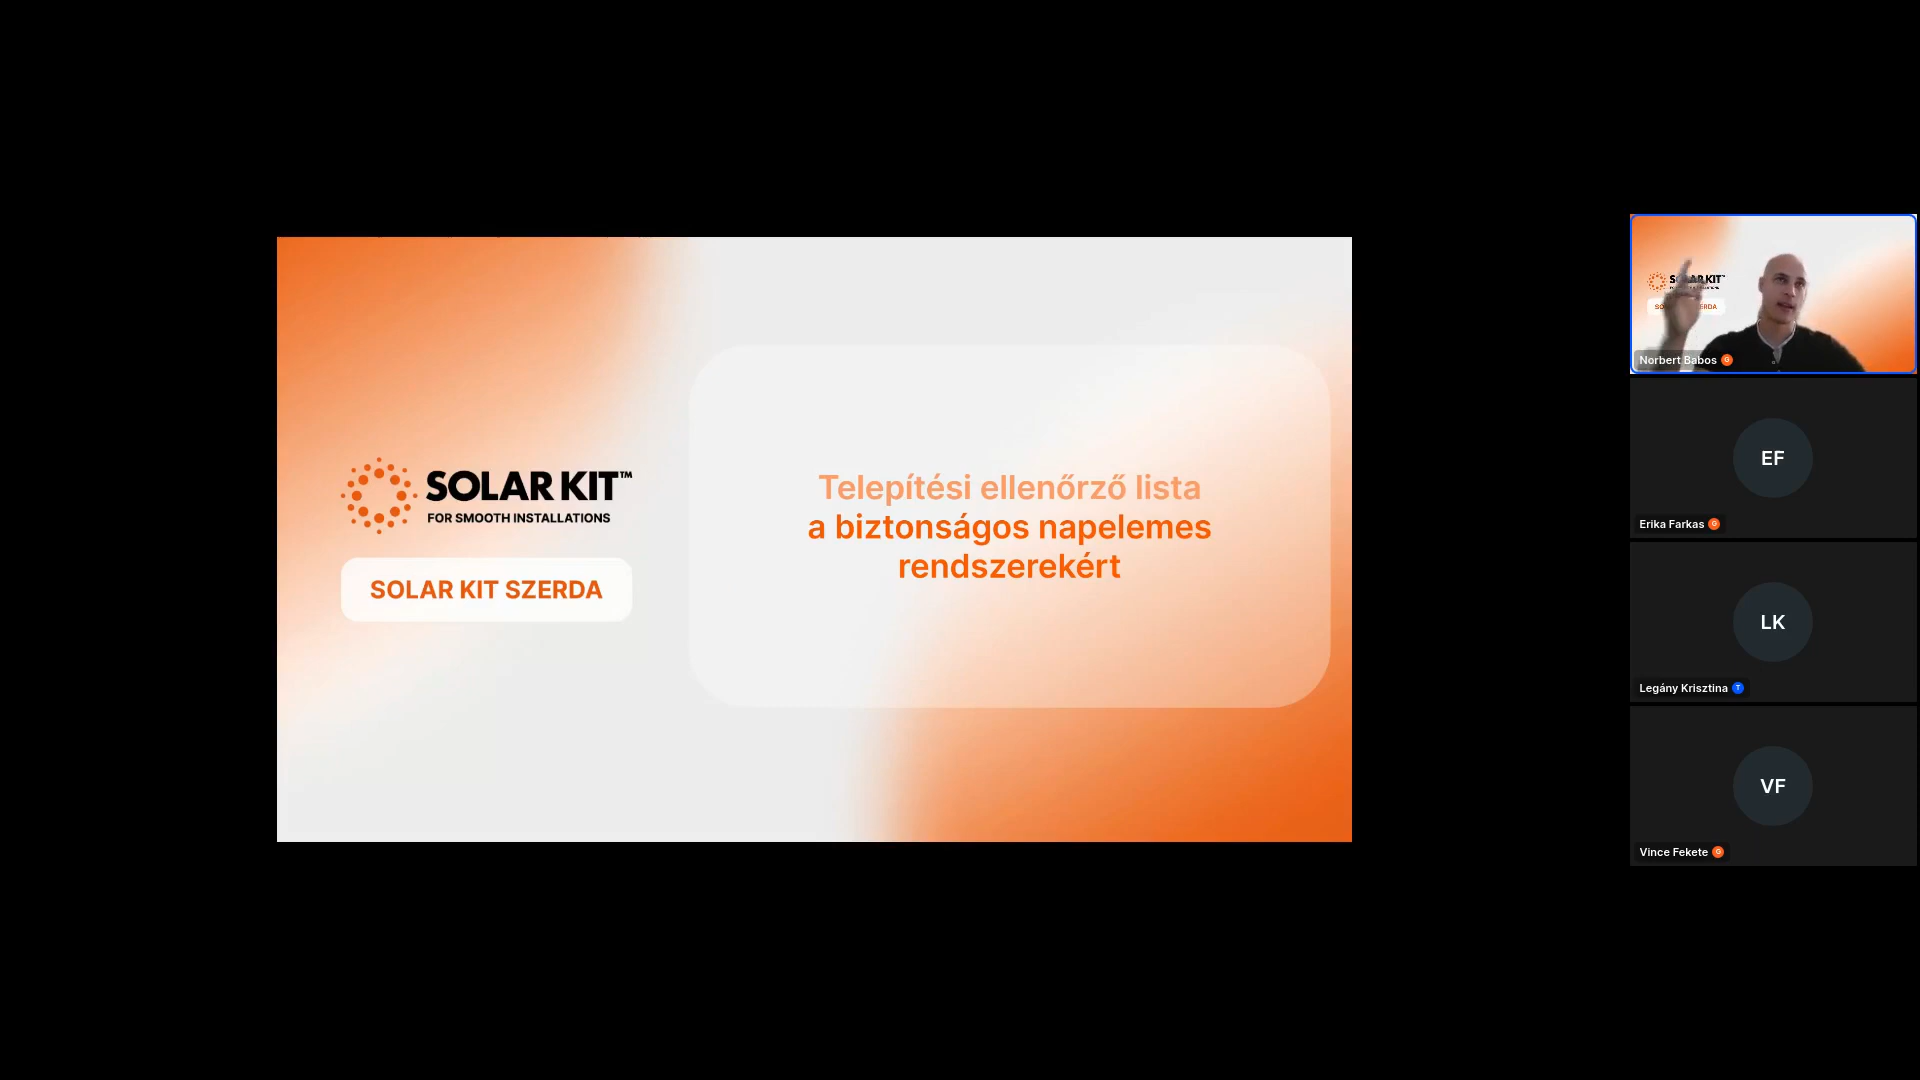 SOLAR KIT™
FOR SMOOTH INSTALLATIONS
SOLAR KIT SZERDA
Telepítési ellenőrző lista
a biztonságos napelemes
rendszerekért
Norbert Babos G
EF
Erika Farkas G
LK
Legány Krisztina T
VF
Vince Fekete G